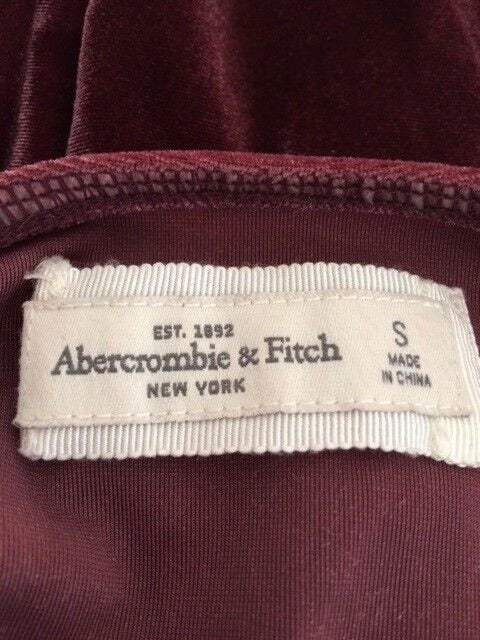 EST. 1892
Abercrombie & Fitch
NEW YORK
S
MADE
IN CHINA